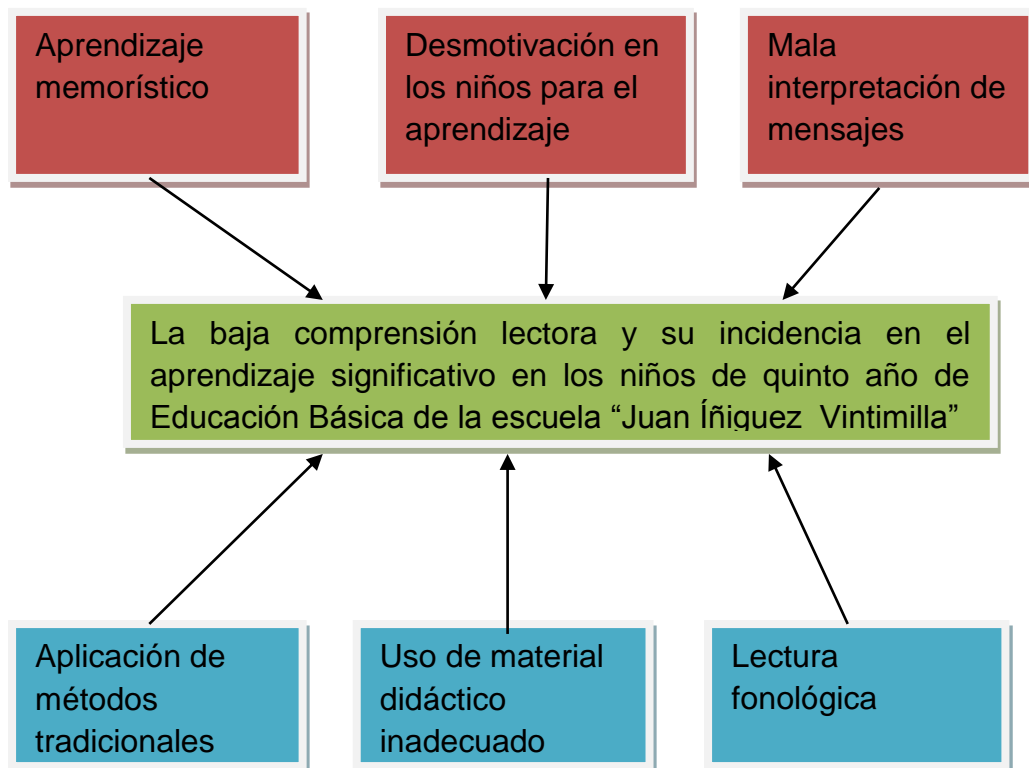 Aprendizaje
memorístico
Desmotivación en
los niños para el
aprendizaje
Mala
interpretación de
mensajes
La baja comprensión lectora y su incidencia en el
aprendizaje significativo en los niños de quinto año de
Educación Básica de la escuela “Juan Íñiguez Vintimilla”
Aplicación de
métodos
tradicionales
Uso de material
didáctico
inadecuado
Lectura
fonológica